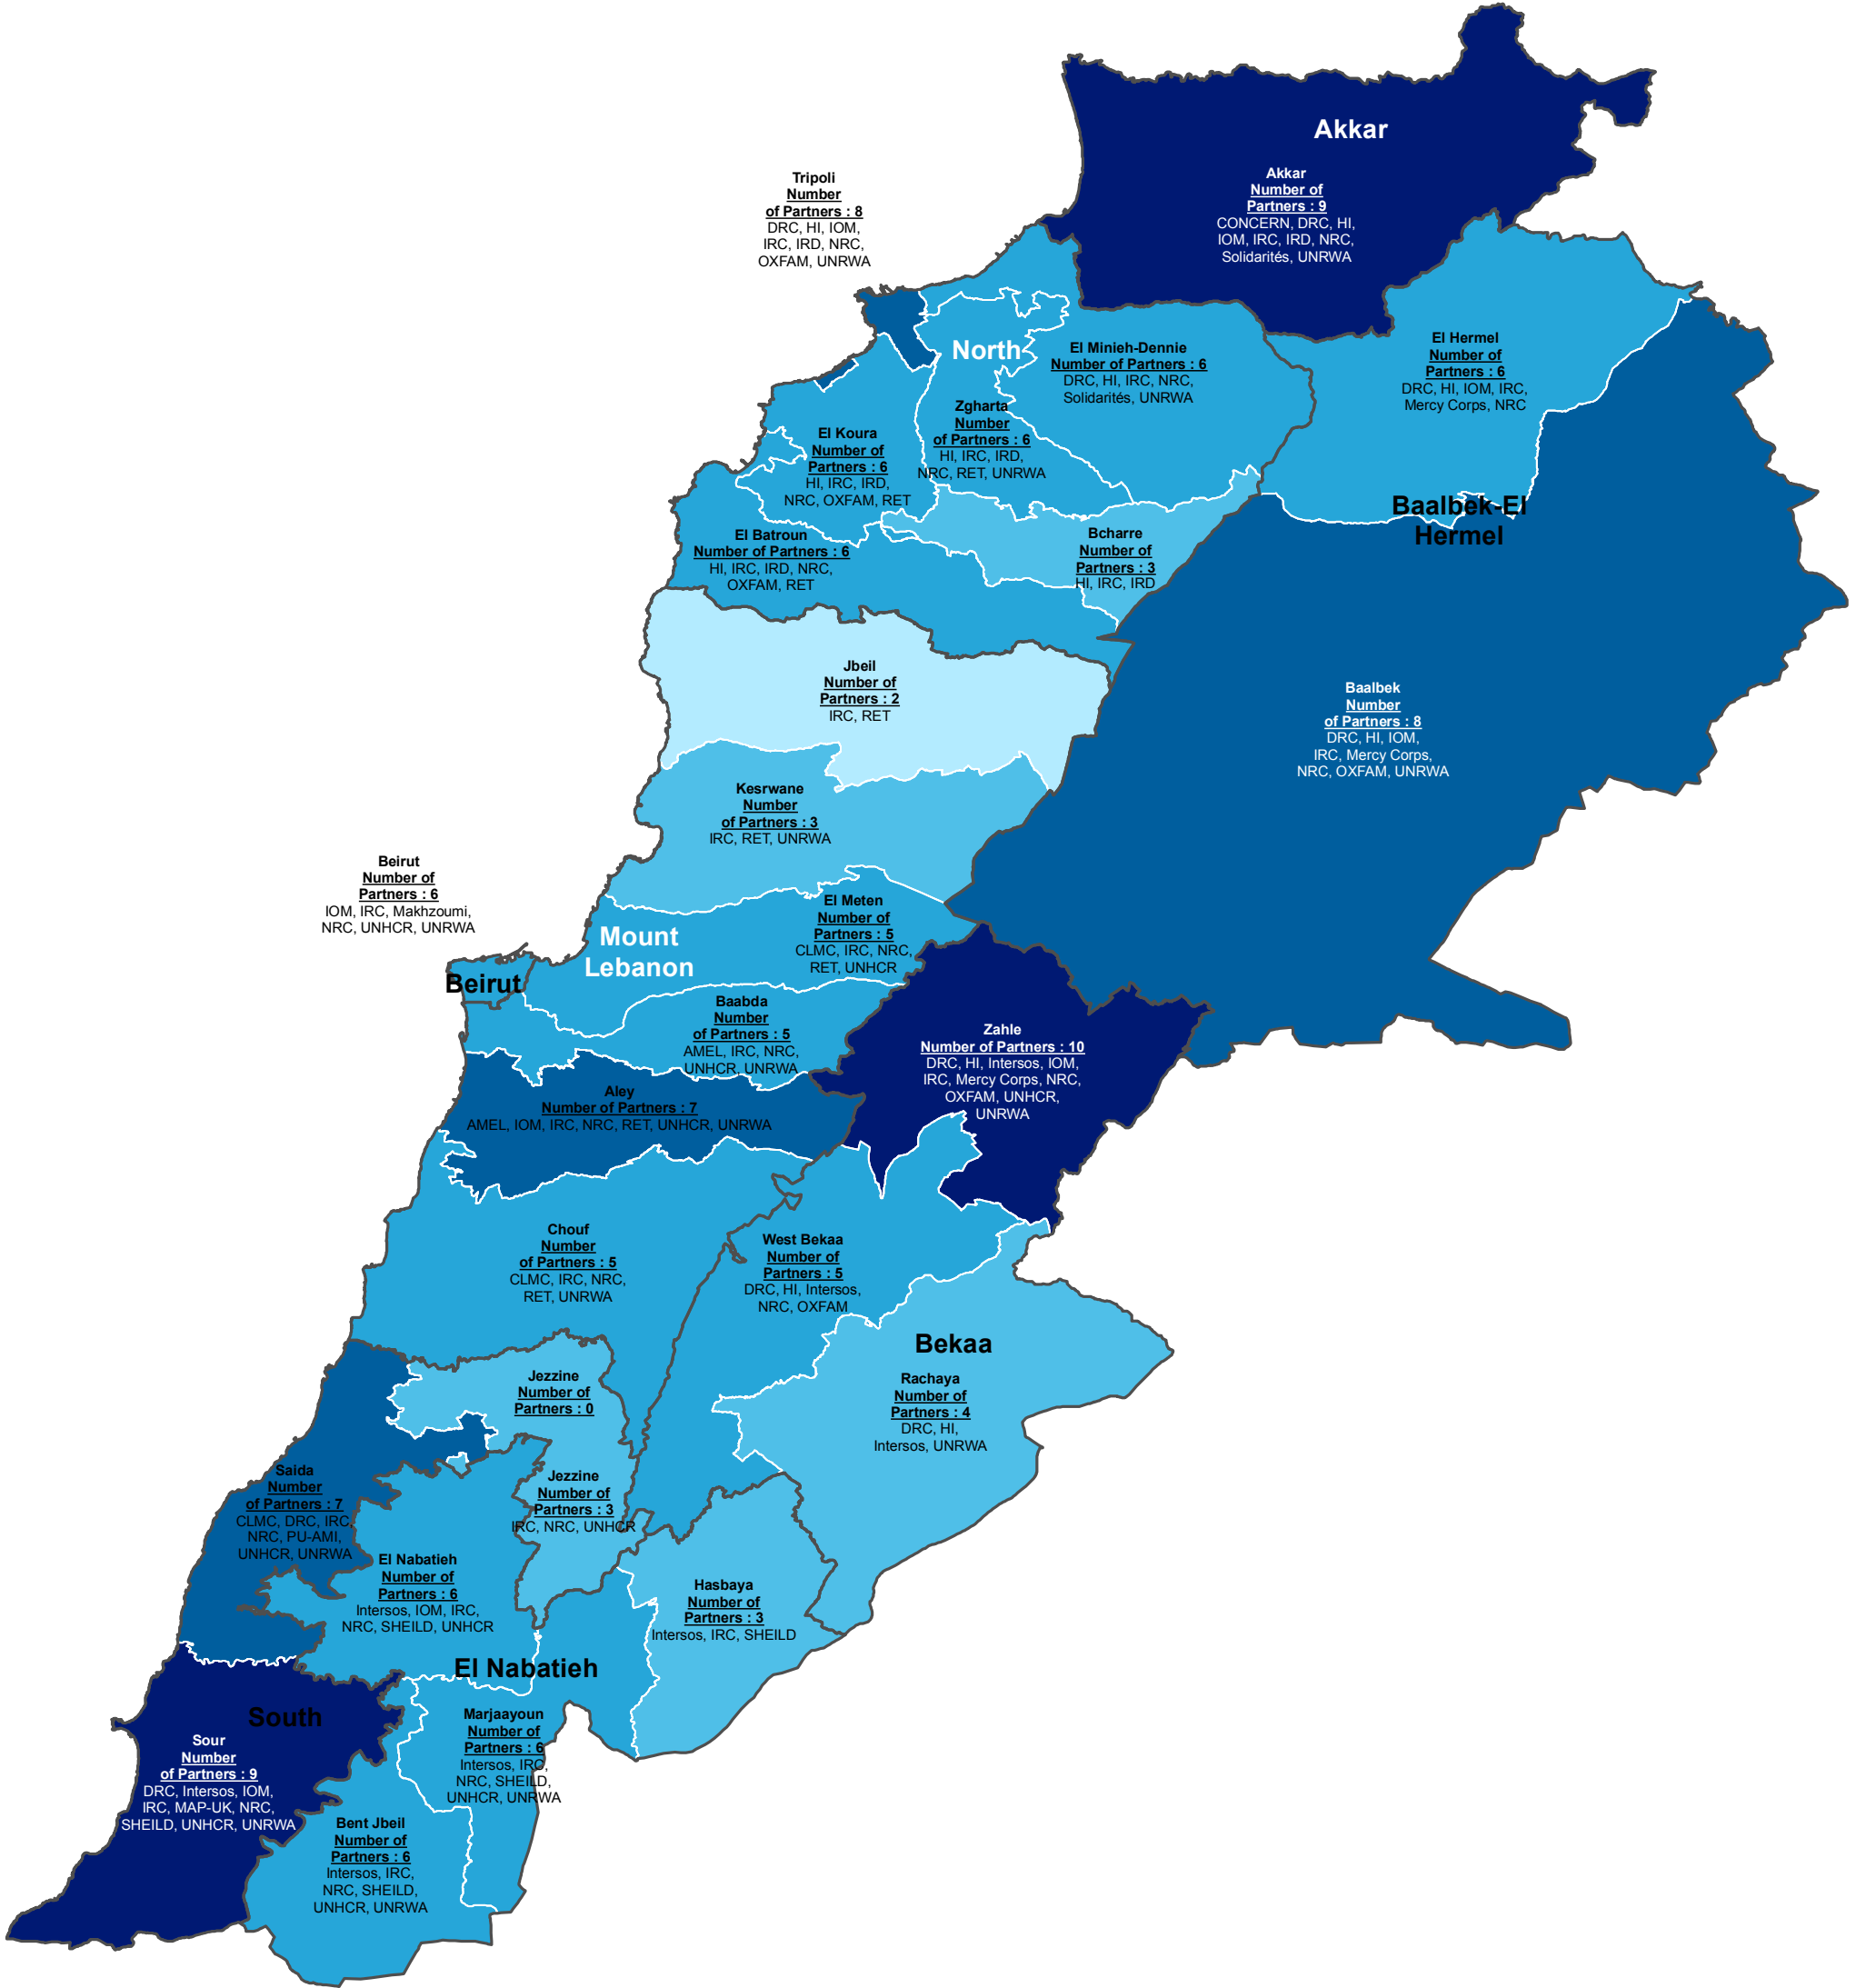 Akkar
Akkar
Number of
Partners : 9
CONCERN, DRC, HI,
IOM, IRC, IRD, NRC,
Solidarités, UNRWA
Tripoli
Number
of Partners : 8
DRC, HI, IOM,
IRC, IRD, NRC,
OXFAM, UNRWA
North
El Minieh-Dennie
Number of Partners : 6
DRC, HI, IRC, NRC,
Solidarités, UNRWA
El Hermel
Number of
Partners : 6
DRC, HI, IOM, IRC,
Mercy Corps, NRC
Zgharta
Number
of Partners : 6
HI, IRC, IRD,
NRC, RET, UNRWA
El Koura
Number of
Partners : 6
HI, IRC, IRD,
NRC, OXFAM, RET
Baalbek-El
Hermel
El Batroun
Number of Partners : 6
HI, IRC, IRD, NRC,
OXFAM, RET
Bcharre
Number of
Partners : 3
HI, IRC, IRD
Jbeil
Number of
Partners : 2
IRC, RET
Baalbek
Number
of Partners : 8
DRC, HI, IOM,
IRC, Mercy Corps,
NRC, OXFAM, UNRWA
Kesrwane
Number
of Partners : 3
IRC, RET, UNRWA
Beirut
Number of
Partners : 6
IOM, IRC, Makhzoumi,
NRC, UNHCR, UNRWA
El Meten
Number of
Partners : 5
CLMC, IRC, NRC,
RET, UNHCR
Mount
Lebanon
Beirut
Baabda
Number
of Partners : 5
AMEL, IRC, NRC,
UNHCR, UNRWA
Zahle
Number of Partners : 10
DRC, HI, Intersos, IOM,
IRC, Mercy Corps, NRC,
OXFAM, UNHCR,
UNRWA
Aley
Number of Partners : 7
AMEL, IOM, IRC, NRC, RET, UNHCR, UNRWA
Chouf
Number
of Partners : 5
CLMC, IRC, NRC,
RET, UNRWA
West Bekaa
Number of
Partners : 5
DRC, HI, Intersos,
NRC, OXFAM
Bekaa
Rachaya
Number of
Partners : 4
DRC, HI,
Intersos, UNRWA
Jezzine
Number of
Partners : 0
Jezzine
Number of
Partners : 3
IRC, NRC, UNHCR
Saida
Number
of Partners : 7
CLMC, DRC, IRC,
NRC, PU-AMI,
UNHCR, UNRWA
El Nabatieh
Number of
Partners : 6
Intersos, IOM, IRC,
NRC, SHEILD, UNHCR
Hasbaya
Number of
Partners : 3
Intersos, IRC, SHEILD
El Nabatieh
South
Sour
Number
of Partners : 9
DRC, Intersos, IOM,
IRC, MAP-UK, NRC,
SHEILD, UNHCR, UNRWA
Marjaayoun
Number of
Partners : 6
Intersos, IRC,
NRC, SHEILD,
UNHCR, UNRWA
Bent Jbeil
Number of
Partners : 6
Intersos, IRC,
NRC, SHEILD,
UNHCR, UNRWA